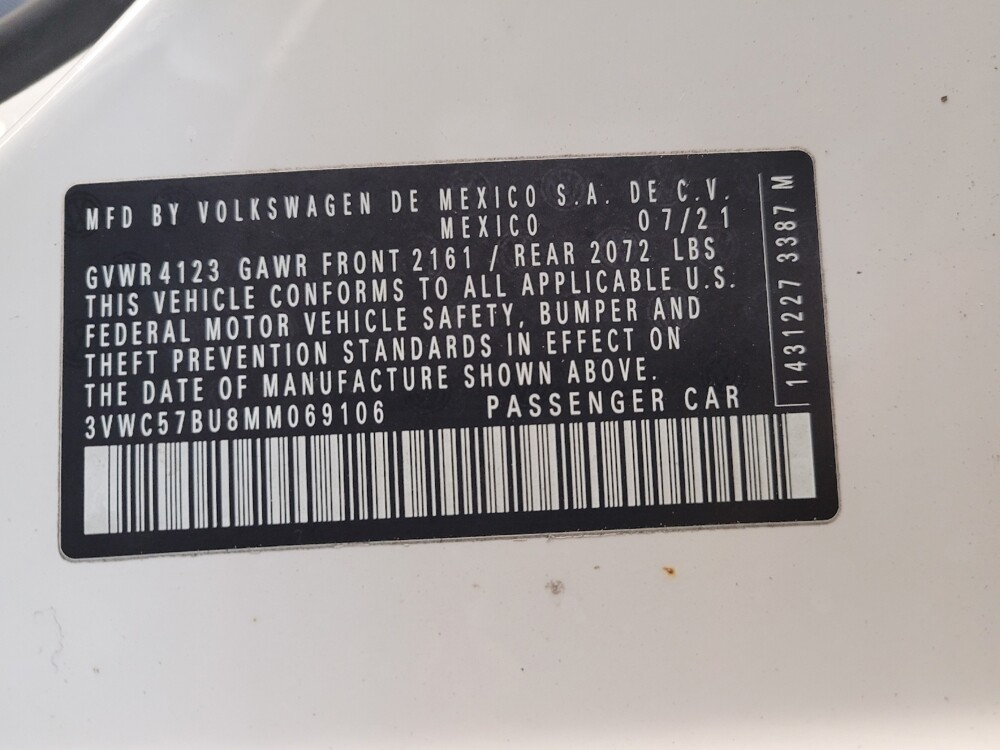 MFD BY VOLKSWAGEN DE MEXICO S.A. DE C.V.
MEXICO 07/21
GVWR 4123 GAWR FRONT 2161 / REAR 2072 LBS
THIS VEHICLE CONFORMS TO ALL APPLICABLE U.S.
FEDERAL MOTOR VEHICLE SAFETY, BUMPER AND
THEFT PREVENTION STANDARDS IN EFFECT ON
THE DATE OF MANUFACTURE SHOWN ABOVE.
3VWC57BU8MM069106 PASSENGER CAR
1431227 3387 M